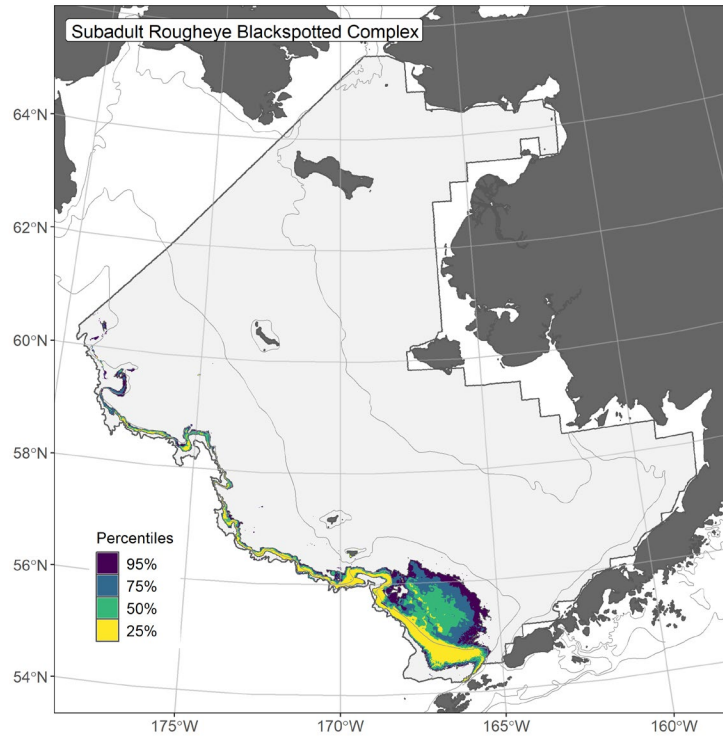 Subadult Rougheye Blackspotted Complex
64°N
62°N
60°N
58°N
56°N
54°N
Percentiles
95%
75%
50%
25%
175°W
170°W
165°W
160°W